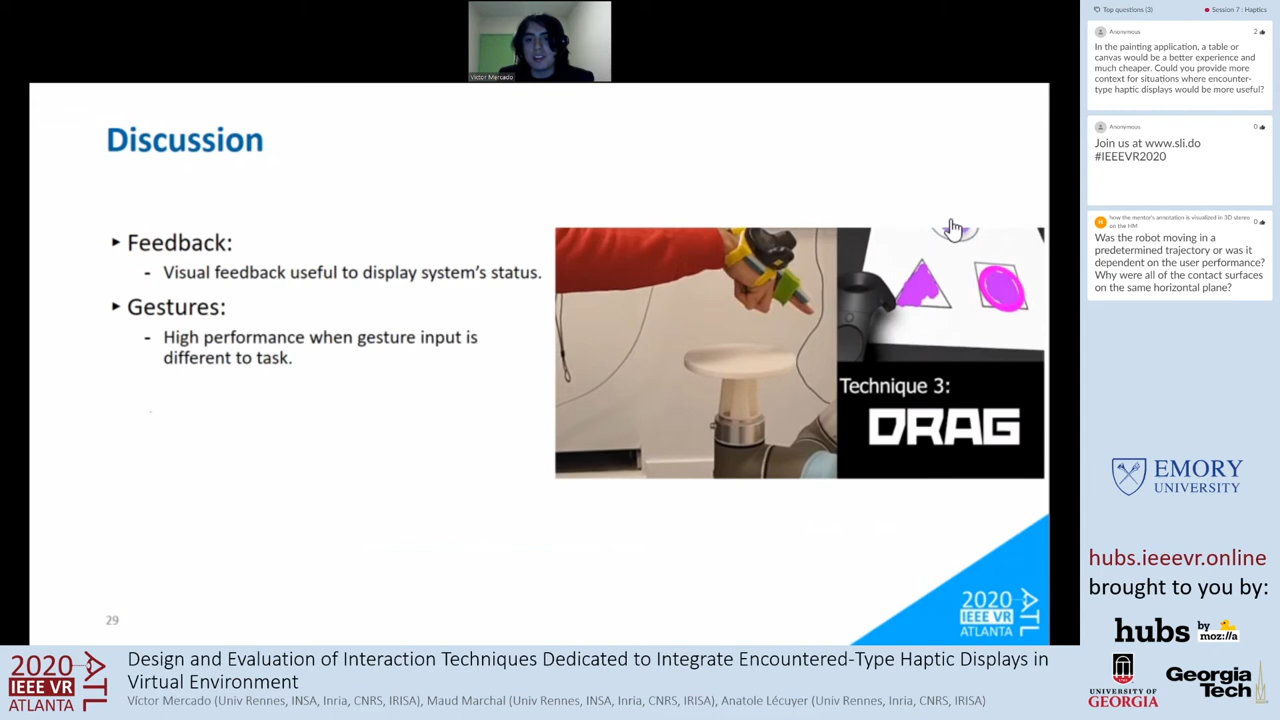 Victor Mercado
Discussion
‣ Feedback:
- Visual feedback useful to display system's status.
‣ Gestures:
- High performance when gesture input is
different to task.
Technique 3:
DRAG
29
2020
IEEE VR
ATLANTA
ATL
Top questions (3)
Session 7 : Haptics
Anonymous
2
In the painting application, a table or
canvas would be a better experience and
much cheaper. Could you provide more
context for situations where encounter-
type haptic displays would be more useful?
Anonymous
0
Join us at www.sli.do
#IEEEVR2020
H
how the mentor's annotation is visualized in 3D stereo
on the HM
0
Was the robot moving in a
predetermined trajectory or was it
dependent on the user performance?
Why were all of the contact surfaces
on the same horizontal plane?
EMORY
UNIVERSITY
hubs.ieeevr.online
brought to you by:
hubs by
moz://a
UNIVERSITY OF
GEORGIA
Georgia
Tech
2020
IEEE VR
ATLANTA
ATL
Design and Evaluation of Interaction Techniques Dedicated to Integrate Encountered-Type Haptic Displays in
Virtual Environment
Víctor Mercado (Univ Rennes, INSA, Inria, CNRS, IRISA), Maud Marchal (Univ Rennes, INSA, Inria, CNRS, IRISA), Anatole Lécuyer (Univ Rennes, Inria, CNRS, IRISA)